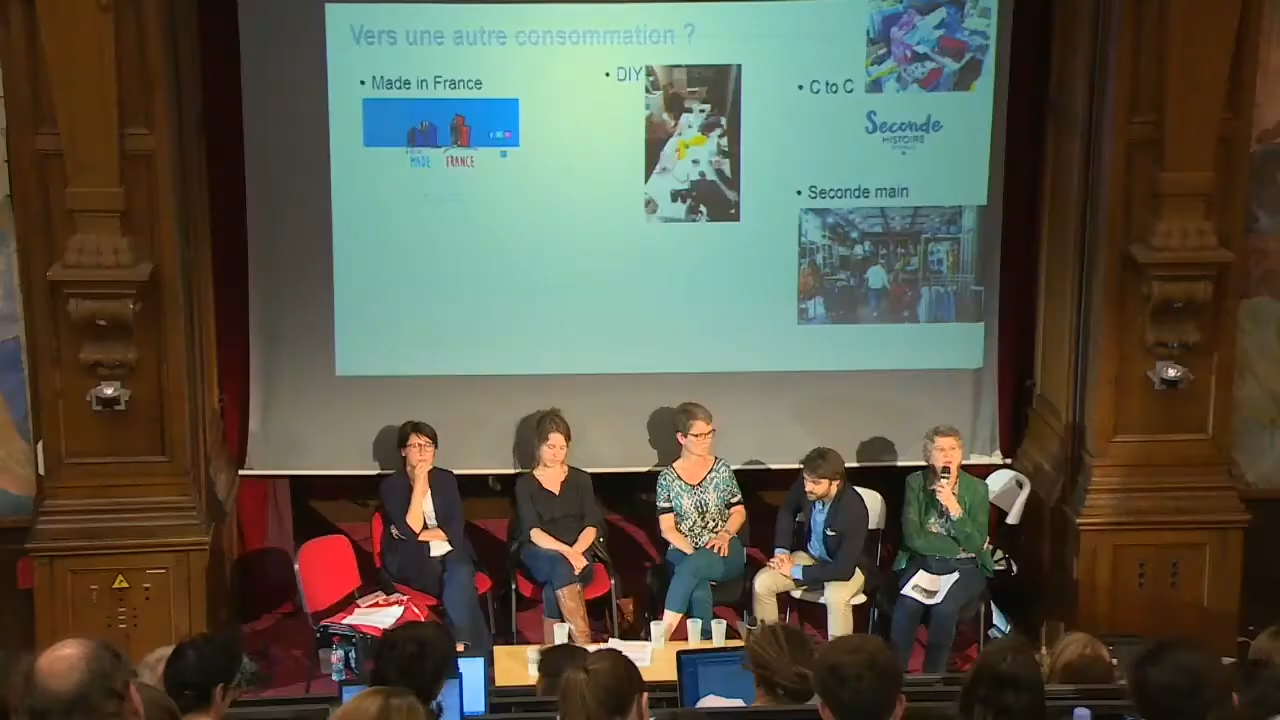 Vers une autre consommation ?
• Made in France
MADE
FRANCE
• DIY
• C to C
Seconde
HISTOIRE
• Seconde main